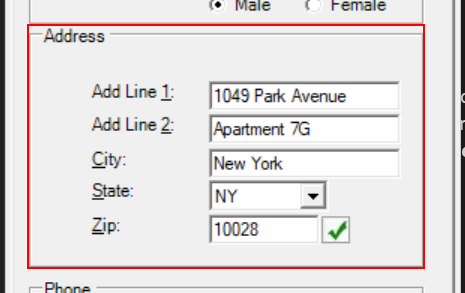 Male Female
Address
Add Line 1: 1049 Park Avenue
Add Line 2: Apartment 7G
City: New York
State: NY
Zip: 10028
Phone